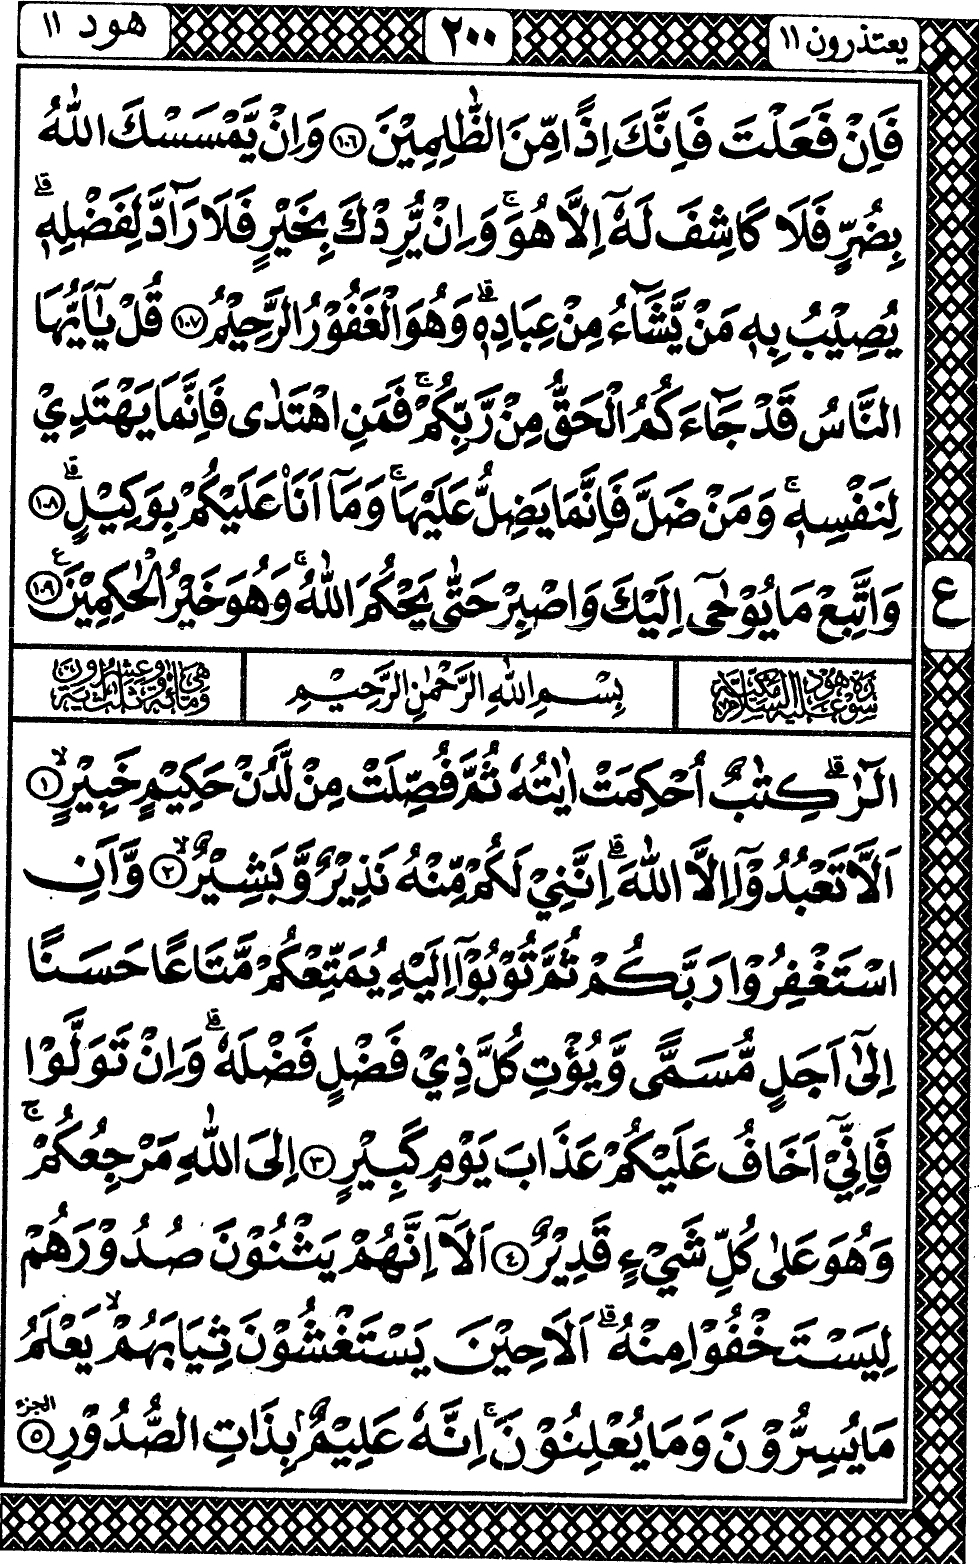 يعتذرون ١١ ٢٠٠ هود ١١
فَاِنْ فَعَلْتَ فَاِنَّكَ اِذًا مِّنَ الظّٰلِمِيْنَ ١٠٦ وَاِنْ يَّمْسَسْكَ اللّٰهُ
بِضُرٍّ فَلَا كَاشِفَ لَهٗٓ اِلَّا هُوَ ۚ وَاِنْ يُّرِدْكَ بِخَيْرٍ فَلَا رَآدَّ لِفَضْلِهٖ ۗ
يُصِيْبُ بِهٖ مَنْ يَّشَآءُ مِنْ عِبَادِهٖ ۗ وَهُوَ الْغَفُوْرُ الرَّحِيْمُ ١٠٧ قُلْ يٰٓاَيُّهَا
النَّاسُ قَدْ جَآءَكُمُ الْحَقُّ مِنْ رَّبِّكُمْ ۚ فَمَنِ اهْتَدٰى فَاِنَّمَا يَهْتَدِيْ
لِنَفْسِهٖ ۚ وَمَنْ ضَلَّ فَاِنَّمَا يَضِلُّ عَلَيْهَا ۚ وَمَآ اَنَا۠ عَلَيْكُمْ بِوَكِيْلٍ ۗ ١٠٨
وَاتَّبِعْ مَا يُوْحٰٓى اِلَيْكَ وَاصْبِرْ حَتّٰى يَحْكُمَ اللّٰهُ ۚ وَهُوَ خَيْرُ الْحٰكِمِيْنَ ١٠٩ ع
ع
بِسْمِ اللّٰهِ الرَّحْمٰنِ الرَّحِيْمِ
الٓرٰ ۗ كِتٰبٌ اُحْكِمَتْ اٰيٰتُهٗ ثُمَّ فُصِّلَتْ مِنْ لَّدُنْ حَكِيْمٍ خَبِيْرٍ ۙ ١
اَلَّا تَعْبُدُوْٓا اِلَّا اللّٰهَ ۗ اِنَّنِيْ لَكُمْ مِّنْهُ نَذِيْرٌ وَّبَشِيْرٌ ۙ ٢ وَّاَنِ
اسْتَغْفِرُوْا رَبَّكُمْ ثُمَّ تُوْبُوْٓا اِلَيْهِ يُمَتِّعْكُمْ مَّتَاعًا حَسَنًا
اِلٰٓى اَجَلٍ مُّسَمًّى وَّيُؤْتِ كُلَّ ذِيْ فَضْلٍ فَضْلَهٗ ۗ وَاِنْ تَوَلَّوْا
فَاِنِّيْٓ اَخَافُ عَلَيْكُمْ عَذَابَ يَوْمٍ كَبِيْرٍ ٣ اِلَى اللّٰهِ مَرْجِعُكُمْ ۚ
وَهُوَ عَلٰى كُلِّ شَيْءٍ قَدِيْرٌ ٤ اَلَآ اِنَّهُمْ يَثْنُوْنَ صُدُوْرَهُمْ
لِيَسْتَخْفُوْا مِنْهُ ۗ اَلَا حِيْنَ يَسْتَغْشُوْنَ ثِيَابَهُمْ ۙ يَعْلَمُ
مَا يُسِرُّوْنَ وَمَا يُعْلِنُوْنَ ۚ اِنَّهٗ عَلِيْمٌۢ بِذَاتِ الصُّدُوْرِ ٥ الجزء